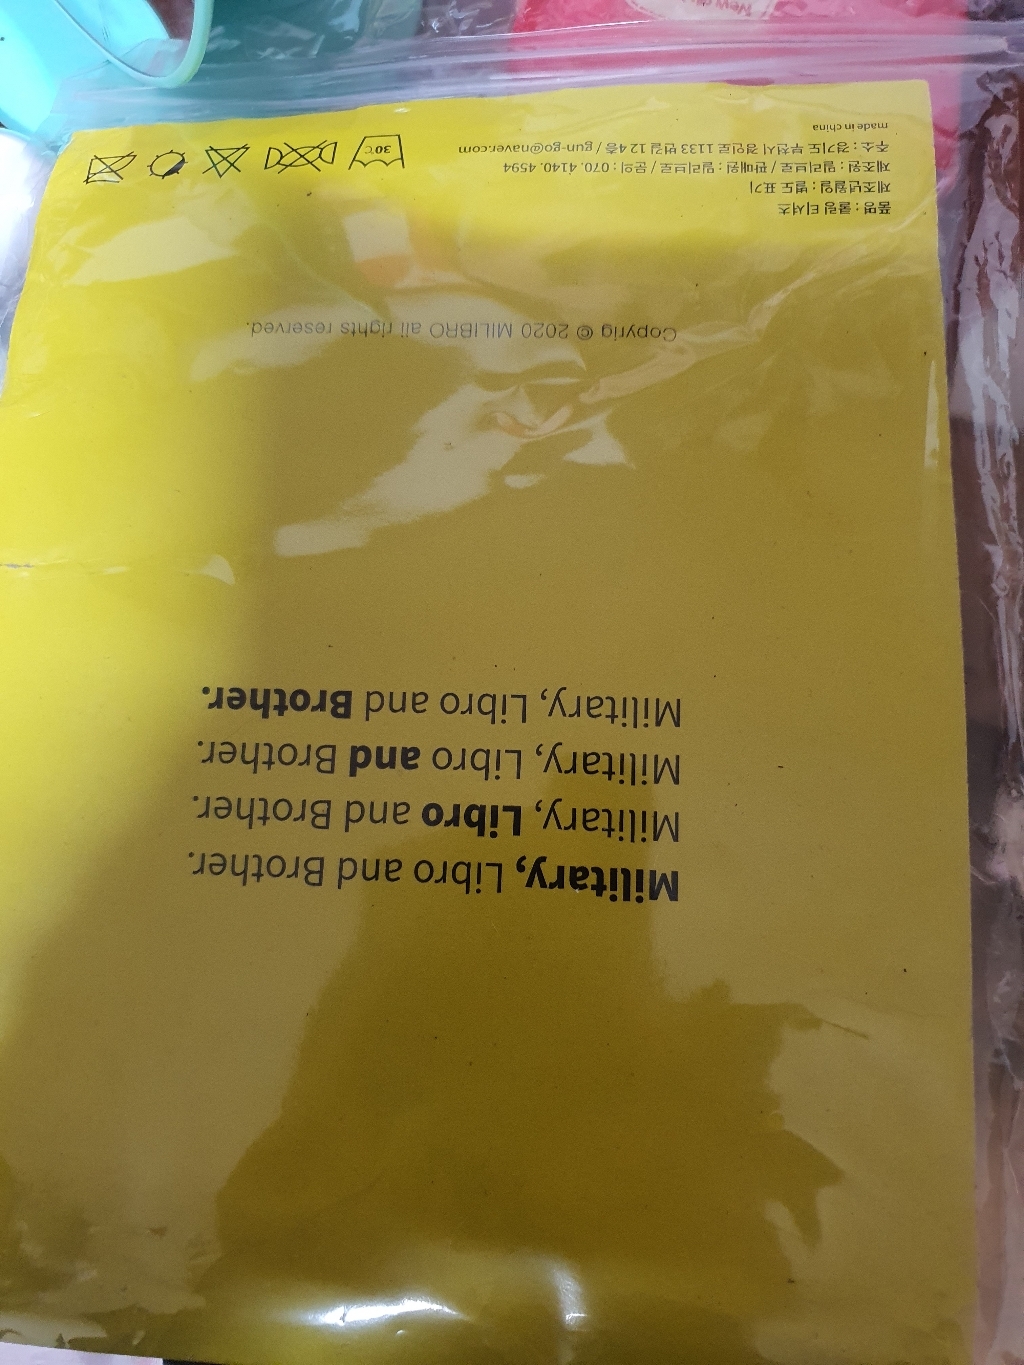 Military, Libro and Brother.
Military, Libro and Brother.
Military, Libro and Brother.
Military, Libro and Brother.
Copyrig © 2020 MILIBRO all rights reserved.
품명 : 쿨링 티셔츠
제조년월일 : 별도 표기
제조원 : 밀리브로 / 판매원 : 밀리브로 / 문의 : 070. 4140. 4594
주소 : 경기도 부천시 경인로 1133 번길 12 4층 / gun-go-gun@naver.com
made in china
30°C
New